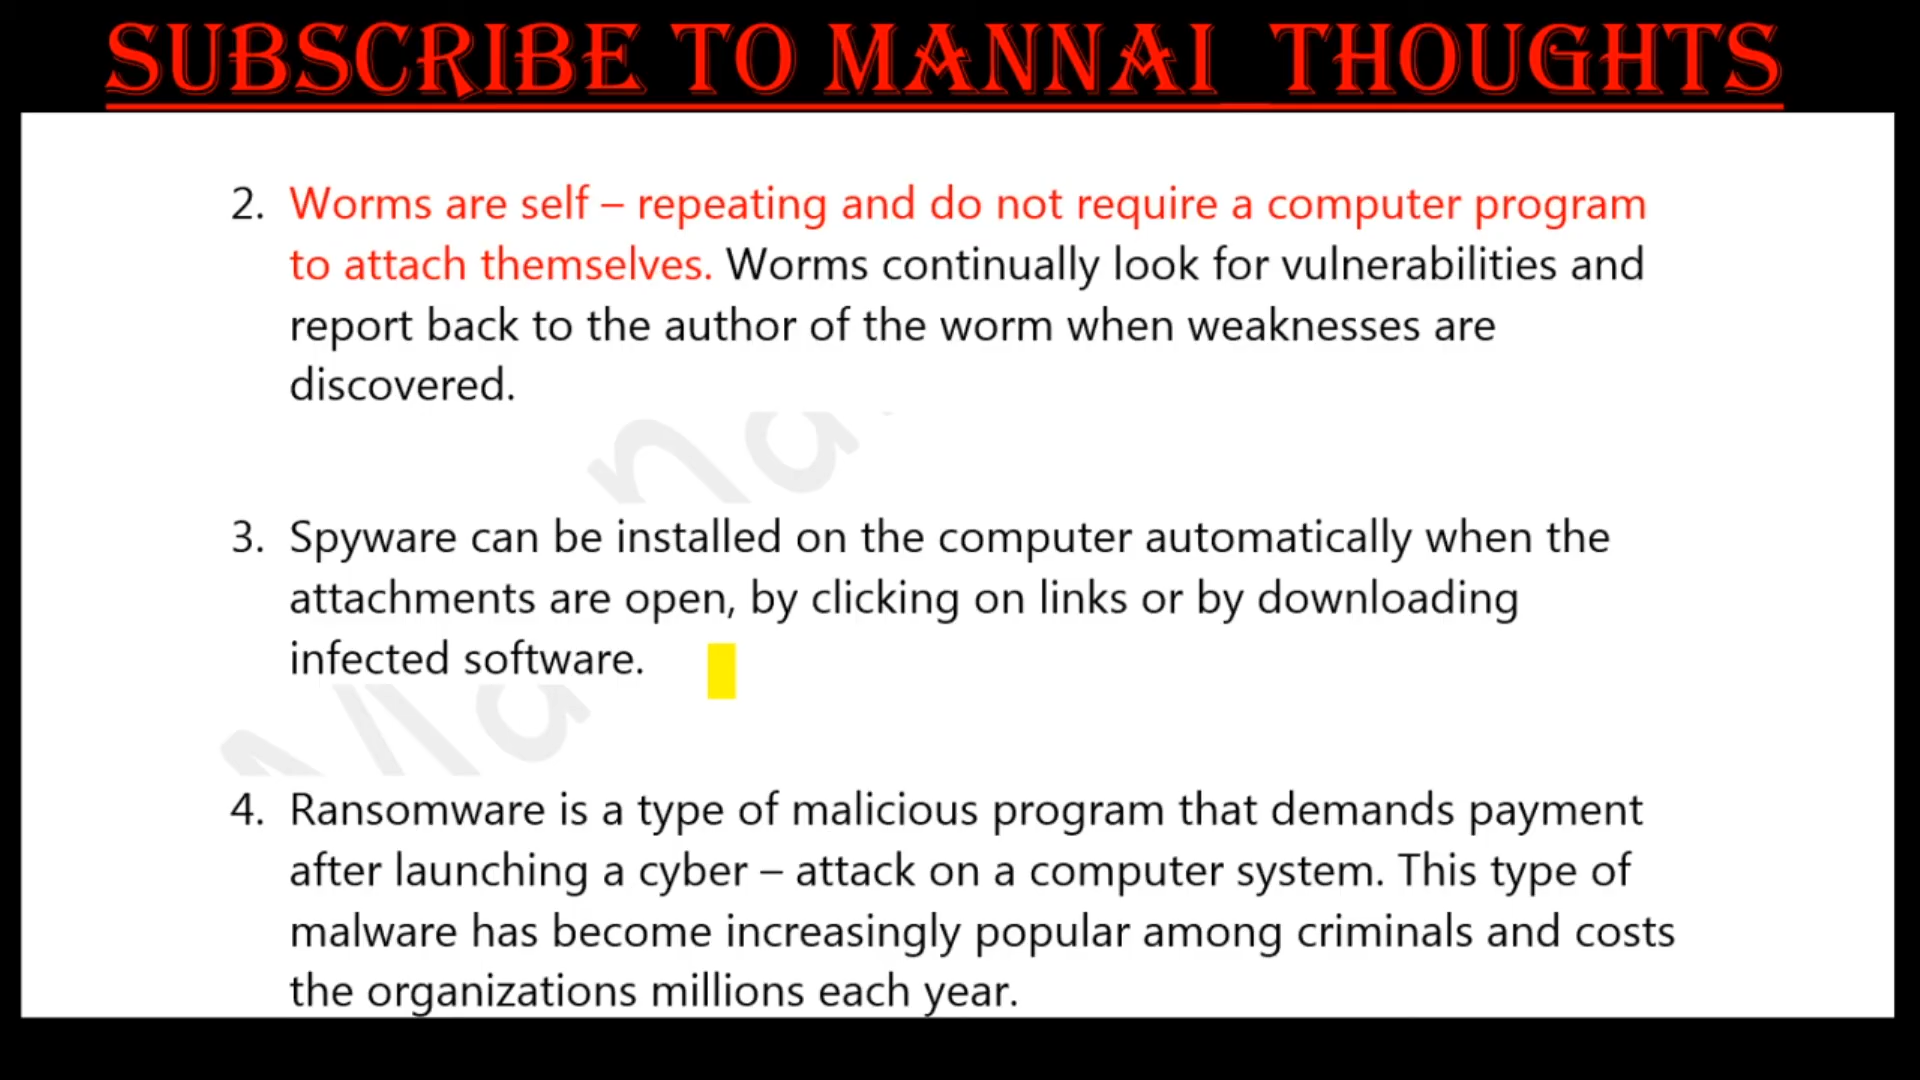 SUBSCRIBE TO MANNAI THOUGHTS
2. Worms are self – repeating and do not require a computer program
to attach themselves. Worms continually look for vulnerabilities and
report back to the author of the worm when weaknesses are
discovered.
3. Spyware can be installed on the computer automatically when the
attachments are open, by clicking on links or by downloading
infected software.
4. Ransomware is a type of malicious program that demands payment
after launching a cyber – attack on a computer system. This type of
malware has become increasingly popular among criminals and costs
the organizations millions each year.